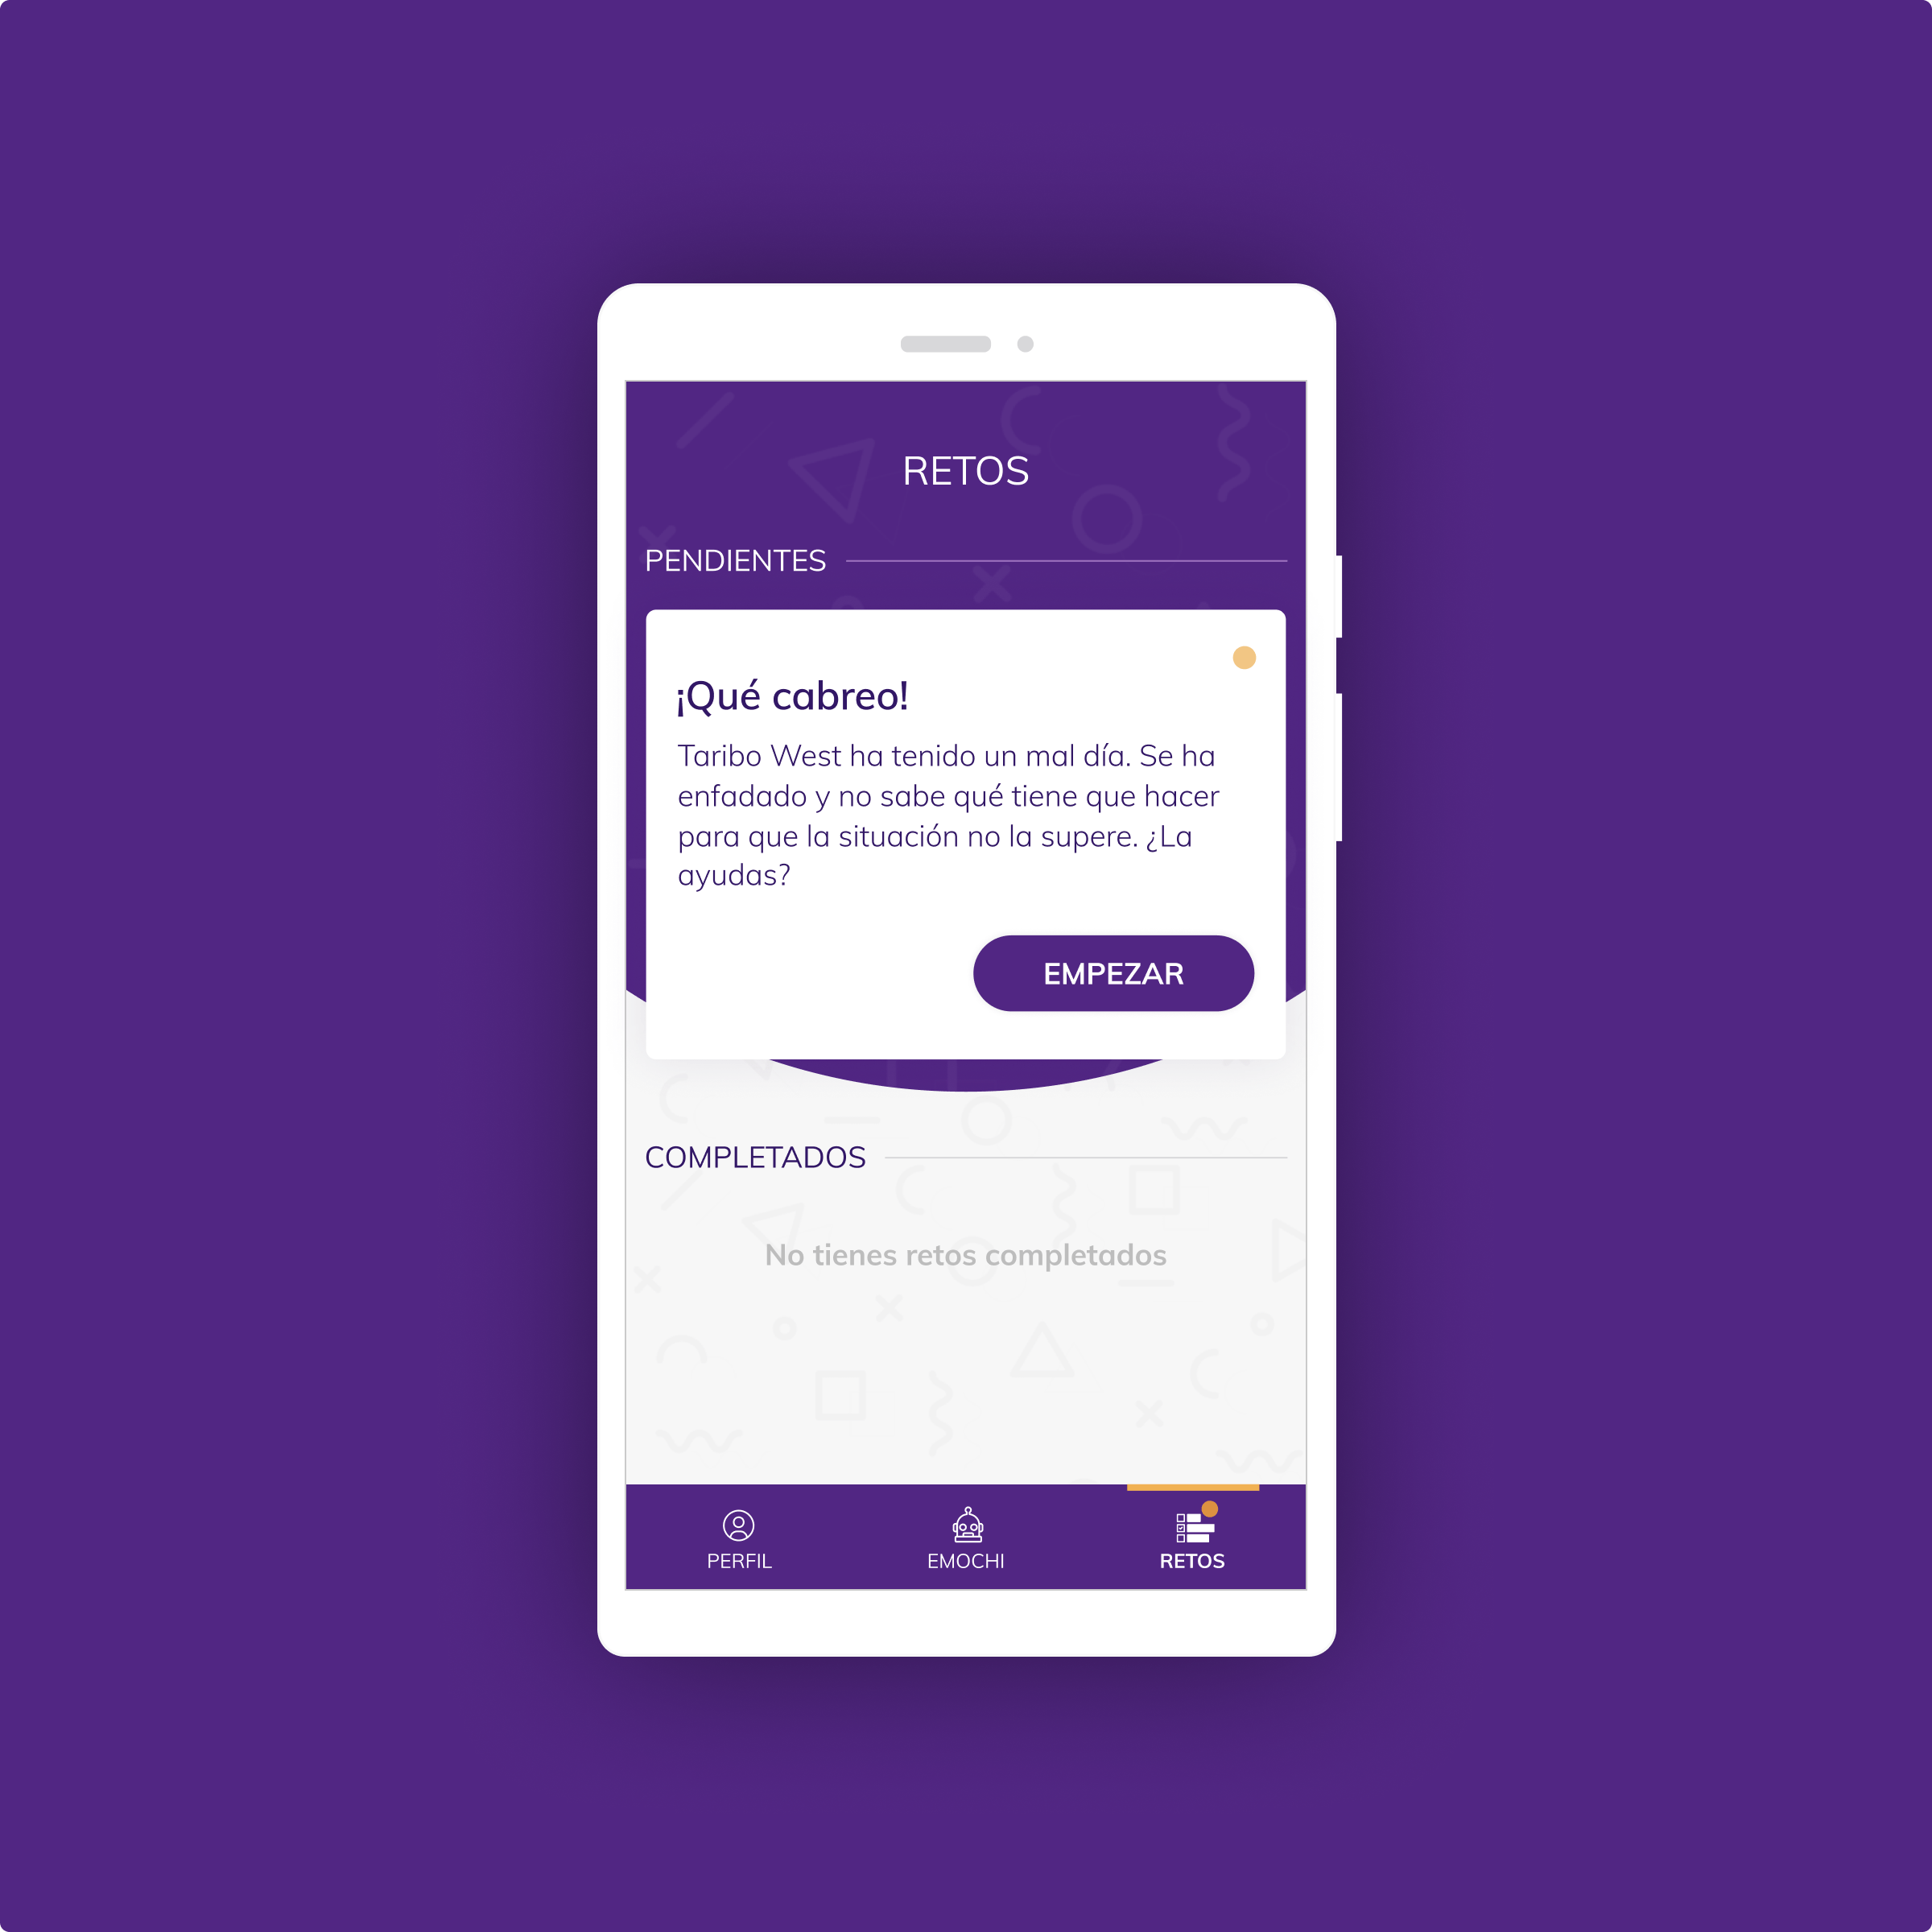 RETOS
PENDIENTES
¡Qué cabreo!
Taribo West ha tenido un mal día. Se ha
enfadado y no sabe qué tiene que hacer
para que la situación no la supere. ¿La
ayudas?
EMPEZAR
COMPLETADOS
No tienes retos completados
PERFIL
EMOCHI
RETOS